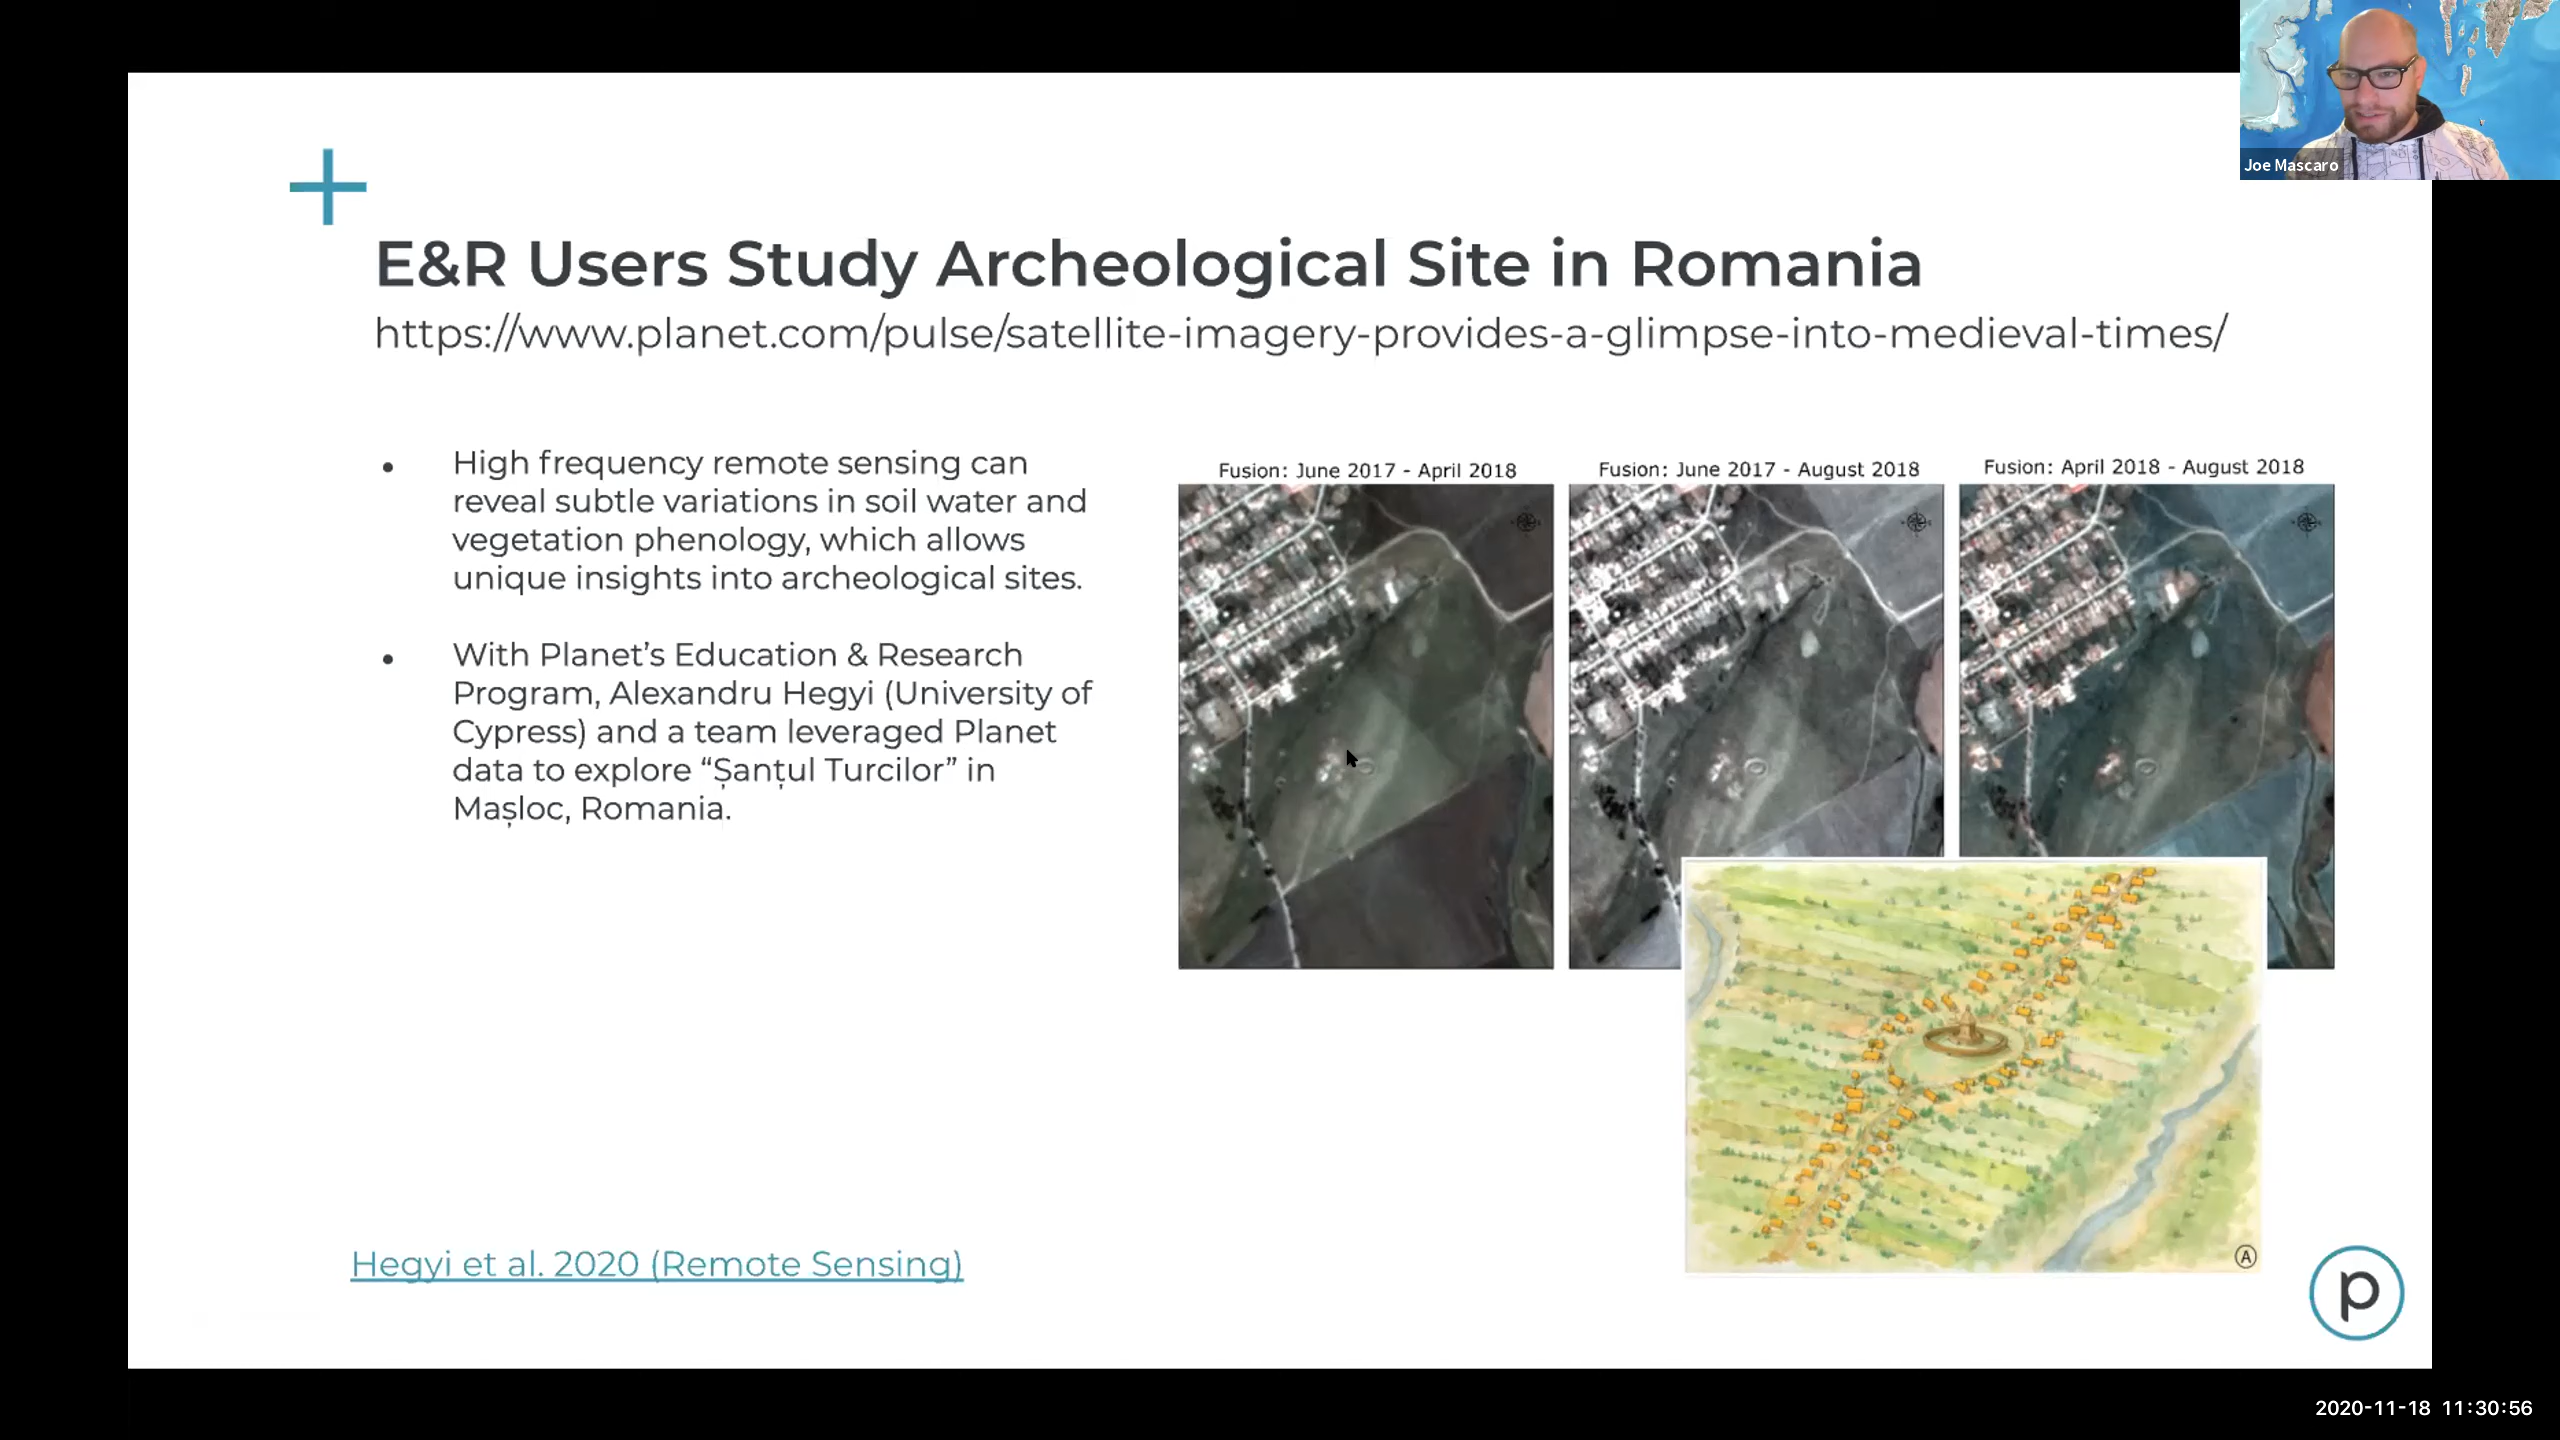 Joe Mascaro
E&R Users Study Archeological Site in Romania
https://www.planet.com/pulse/satellite-imagery-provides-a-glimpse-into-medieval-times/
• High frequency remote sensing can
reveal subtle variations in soil water and
vegetation phenology, which allows
unique insights into archeological sites.
• With Planet’s Education & Research
Program, Alexandru Hegyi (University of
Cypress) and a team leveraged Planet
data to explore “Șanțul Turcilor” in
Mașloc, Romania.
Fusion: June 2017 - April 2018
Fusion: June 2017 - August 2018
Fusion: April 2018 - August 2018
A
Hegyi et al. 2020 (Remote Sensing)
p
2020-11-18 11:30:56